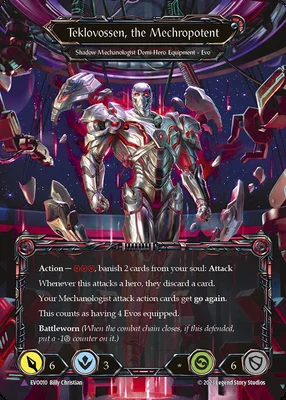 Teklovossen, the Mechropotent
Shadow Mechanologist Demi-Hero Equipment - Evo
Action — , banish 2 cards from your soul: Attack
Whenever this attacks a hero, they discard a card.
Your Mechanologist attack action cards get go again.
This counts as having 4 Evos equipped.
Battleworn (When the combat chain closes, if this defended,
put a -1 counter on it.)
6 3 * 6
EVO010 Billy Christian © 2023 Legend Story Studios